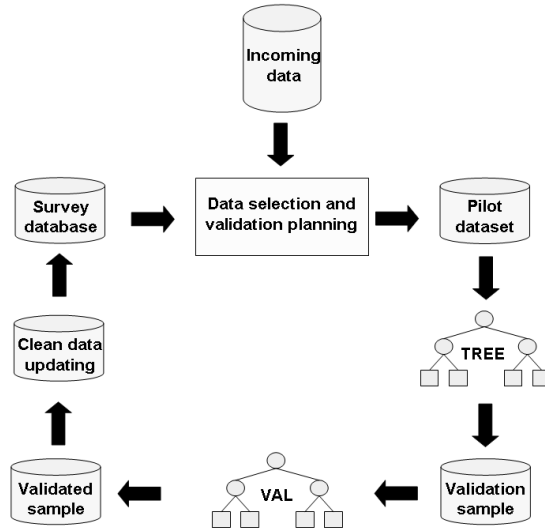 Incoming
data
Survey
database
Data selection and
validation planning
Pilot
dataset
Clean data
updating
TREE
Validated
sample
VAL
Validation
sample